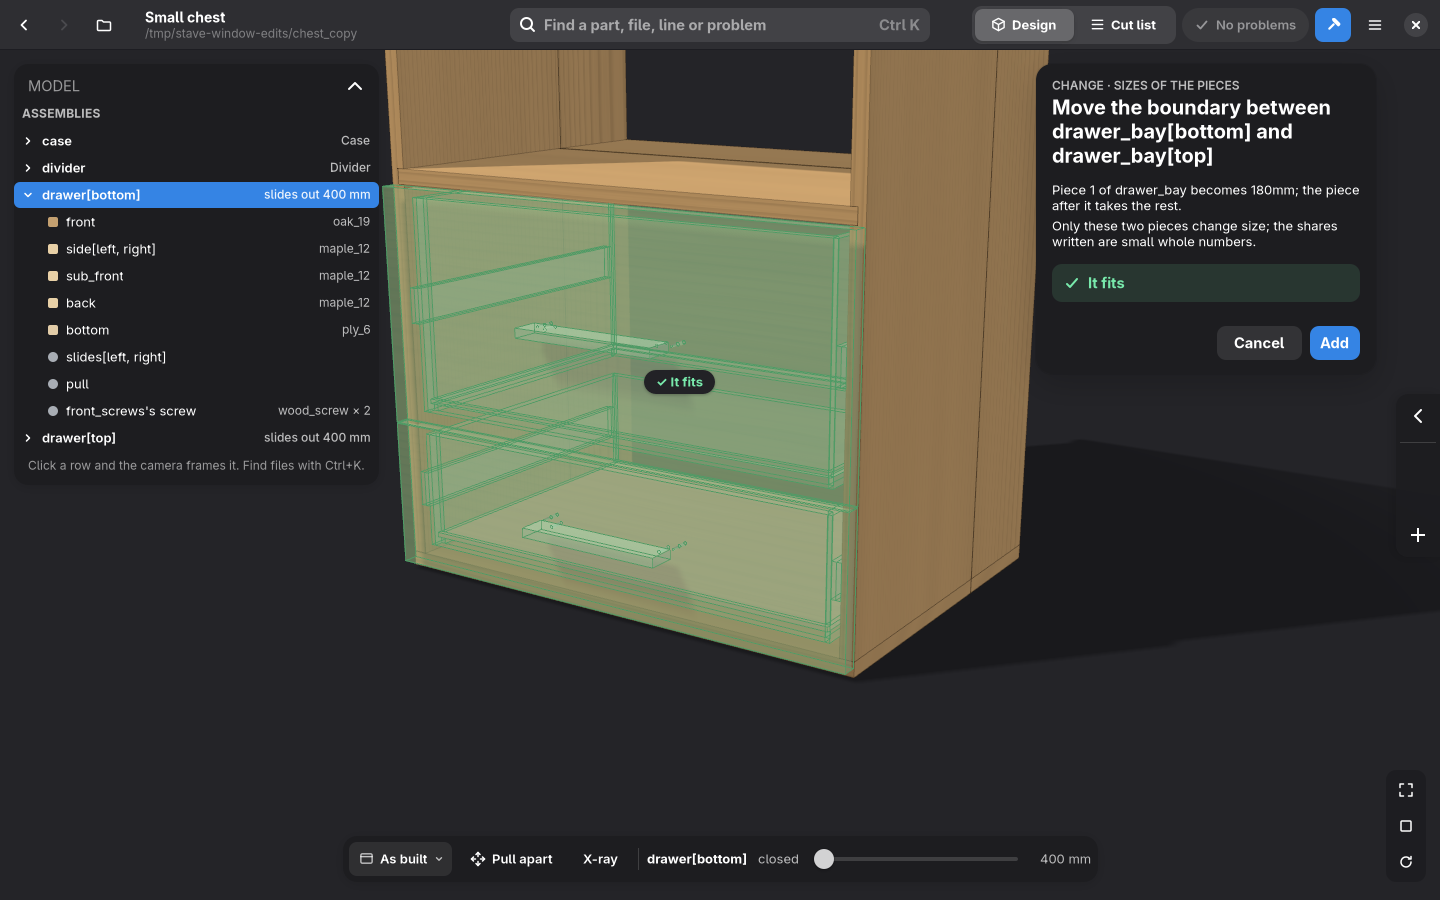 Small chest
/tmp/stave-window-edits/chest_copy
Find a part, file, line or problem
Ctrl K
Design
Cut list
No problems
MODEL
ASSEMBLIES
case
Case
divider
Divider
drawer[bottom]
slides out 400 mm
front
oak_19
side[left, right]
maple_12
sub_front
maple_12
back
maple_12
bottom
ply_6
slides[left, right]
pull
front_screws's screw
wood_screw × 2
drawer[top]
slides out 400 mm
Click a row and the camera frames it. Find files with Ctrl+K.
CHANGE · SIZES OF THE PIECES
Move the boundary between
drawer_bay[bottom] and
drawer_bay[top]
Piece 1 of drawer_bay becomes 180mm; the piece
after it takes the rest.
Only these two pieces change size; the shares
written are small whole numbers.
It fits
Cancel
Add
It fits
As built
Pull apart
X-ray
drawer[bottom]
closed
400 mm